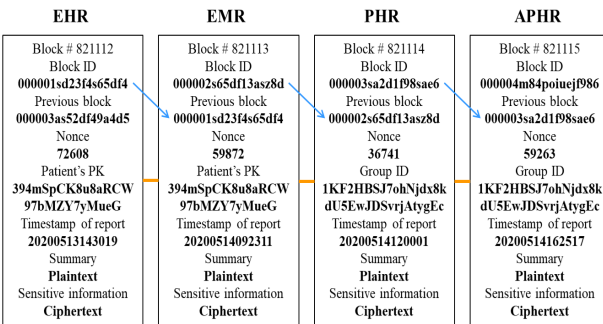 EHR
Block # 821112
Block ID
000001sd23f4s65df4
Previous block
000003as52df49a4d5
Nonce
72608
Patient's PK
394mSpCK8u8aRCW
97bMZY7yMueG
Timestamp of report
20200513143019
Summary
Plaintext
Sensitive information
Ciphertext
EMR
Block # 821113
Block ID
000002s65df13asz8d
Previous block
000001sd23f4s65df4
Nonce
59872
Patient's PK
394mSpCK8u8aRCW
97bMZY7yMueG
Timestamp of report
20200514092311
Summary
Plaintext
Sensitive information
Ciphertext
PHR
Block # 821114
Block ID
000003sa2d1f98sae6
Previous block
000002s65df13asz8d
Nonce
36741
Group ID
1KF2HBSJ7ohNjdx8k
dU5EwJDSvrjAtygEc
Timestamp of report
20200514120001
Summary
Plaintext
Sensitive information
Ciphertext
APHR
Block # 821115
Block ID
000004m84poiuejf986
Previous block
000003sa2d1f98sae6
Nonce
59263
Group ID
1KF2HBSJ7ohNjdx8k
dU5EwJDSvrjAtygEc
Timestamp of report
20200514162517
Summary
Plaintext
Sensitive information
Ciphertext